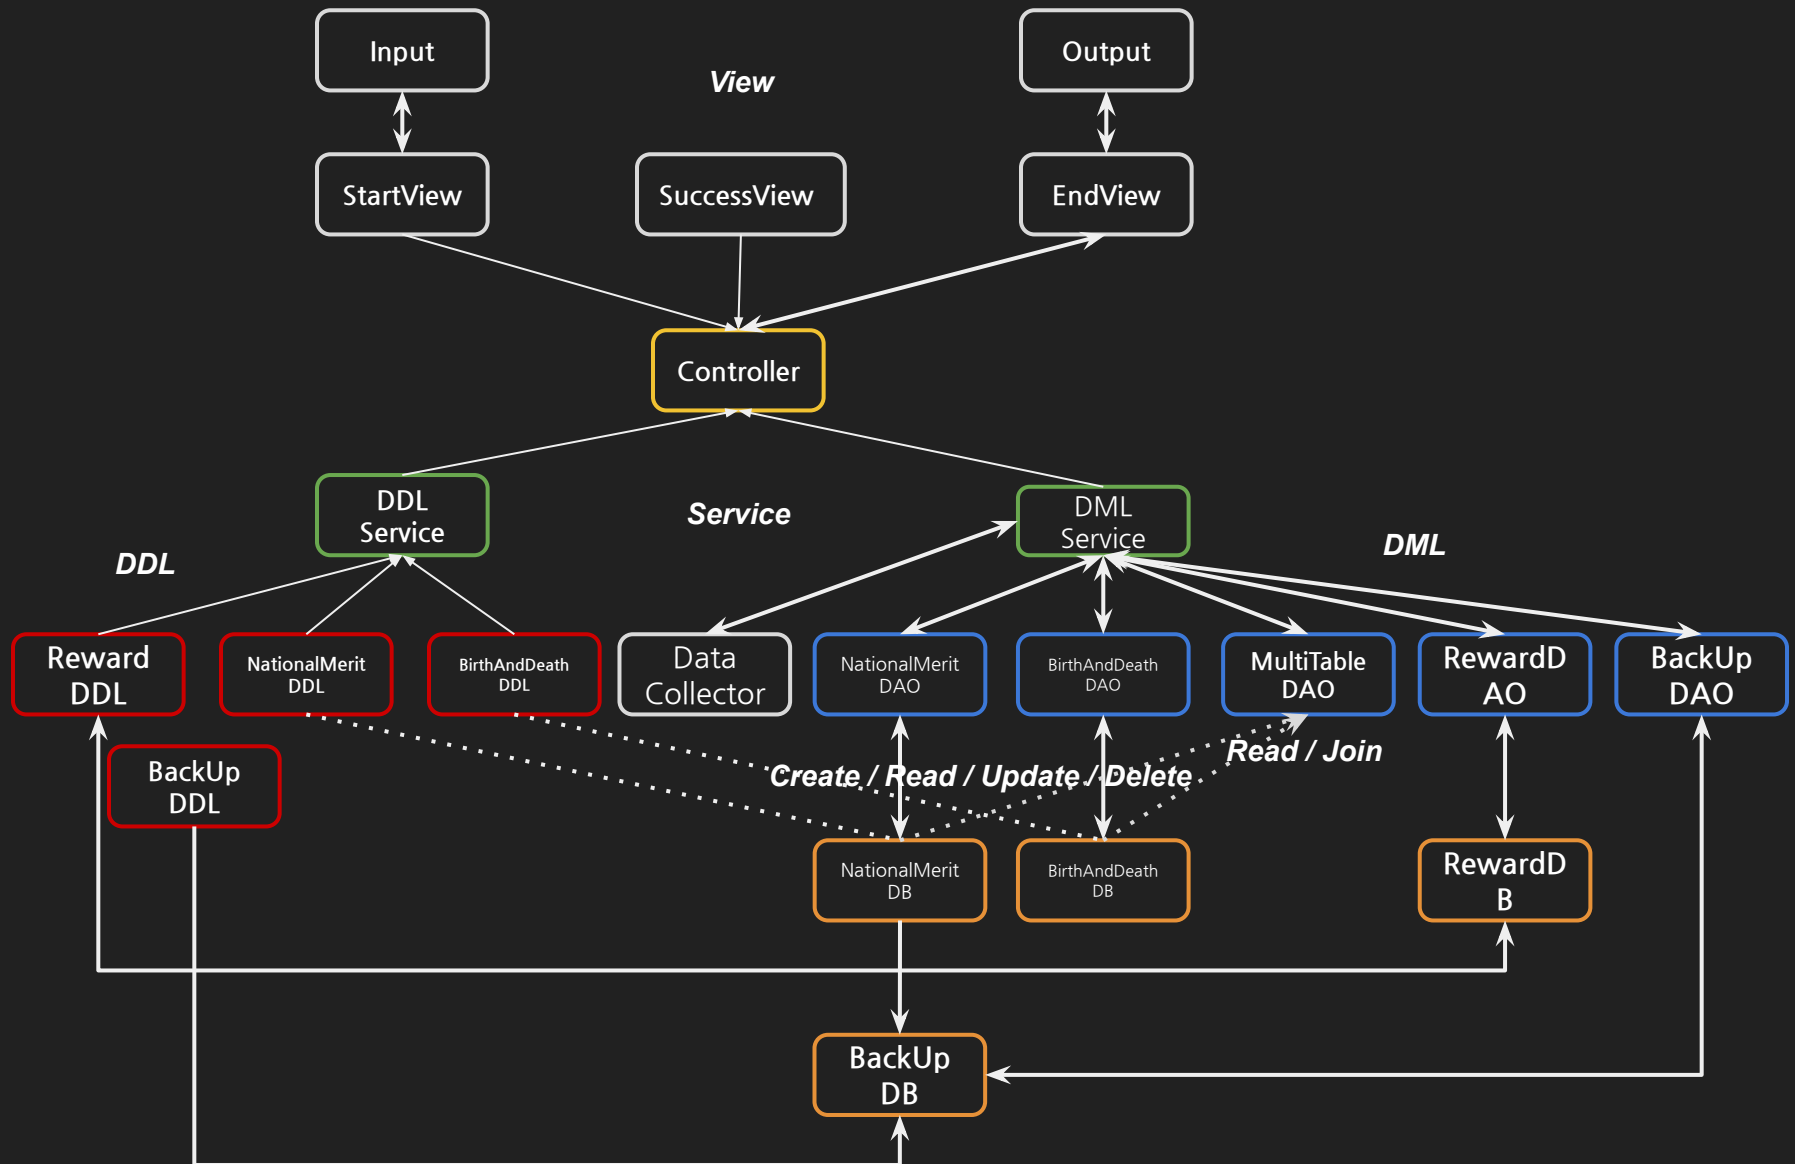 Input
Output
View
StartView
SuccessView
EndView
Controller
DDL
Service
Service
DML
Service
DDL
DML
Reward
DDL
NationalMerit
DDL
BirthAndDeath
DDL
Data
Collector
NationalMerit
DAO
BirthAndDeath
DAO
MultiTable
DAO
RewardD
AO
BackUp
DAO
BackUp
DDL
Create / Read / Update / Delete
Read / Join
NationalMerit
DB
BirthAndDeath
DB
RewardD
B
BackUp
DB